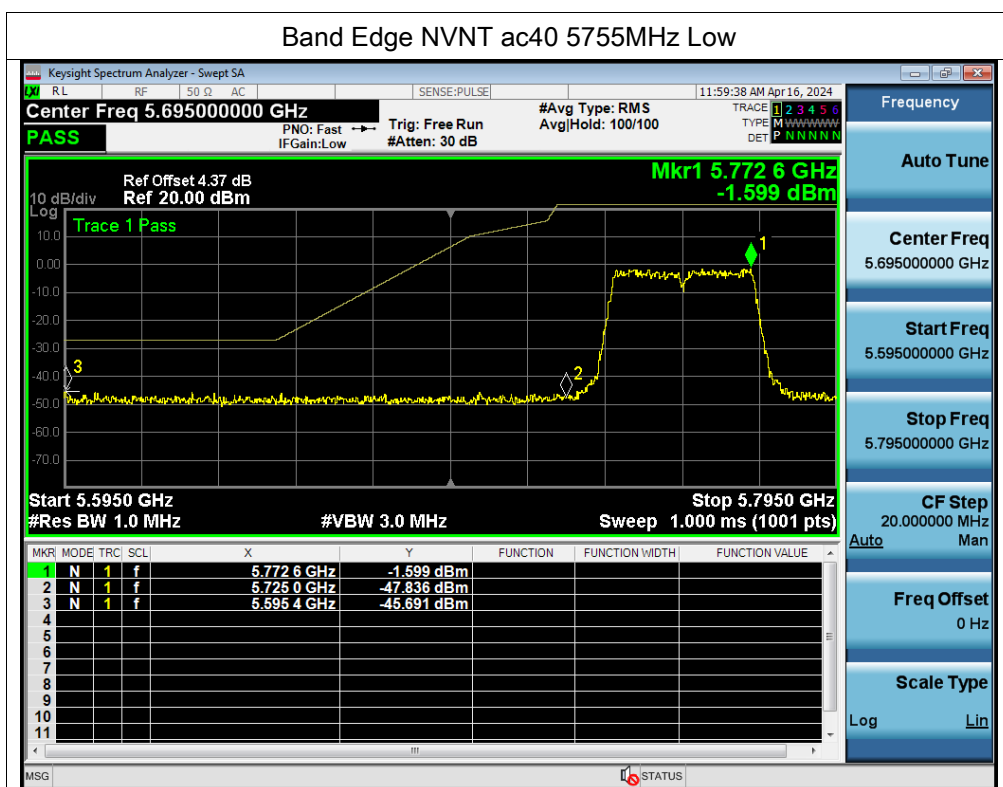 Band Edge NVNT ac40 5755MHz Low
Keysight Spectrum Analyzer - Swept SA
LXI RL RF 50 Ω AC SENSE:PULSE 11:59:38 AM Apr 16, 2024
Center Freq 5.695000000 GHz #Avg Type: RMS TRACE 1 2 3 4 5 6
PNO: Fast Trig: Free Run Avg|Hold: 100/100 TYPE M WWWWW
PASS IFGain:Low #Atten: 30 dB DET P N N N N N
Mkr1 5.772 6 GHz
Ref Offset 4.37 dB
10 dB/div Ref 20.00 dBm -1.599 dBm
Log
Trace 1 Pass
10.0
1
0.00
-10.0
-20.0
-30.0
3
-40.0
2
-50.0
-60.0
-70.0
Start 5.5950 GHz Stop 5.7950 GHz
#Res BW 1.0 MHz #VBW 3.0 MHz Sweep 1.000 ms (1001 pts)
MKR MODE TRC SCL X Y FUNCTION FUNCTION WIDTH FUNCTION VALUE
1 N 1 f 5.772 6 GHz -1.599 dBm
2 N 1 f 5.725 0 GHz -47.836 dBm
3 N 1 f 5.595 4 GHz -45.691 dBm
4
5
6
7
8
9
10
11
MSG STATUS
Frequency
Auto Tune
Center Freq
5.695000000 GHz
Start Freq
5.595000000 GHz
Stop Freq
5.795000000 GHz
CF Step
20.000000 MHz
Auto Man
Freq Offset
0 Hz
Scale Type
Log Lin